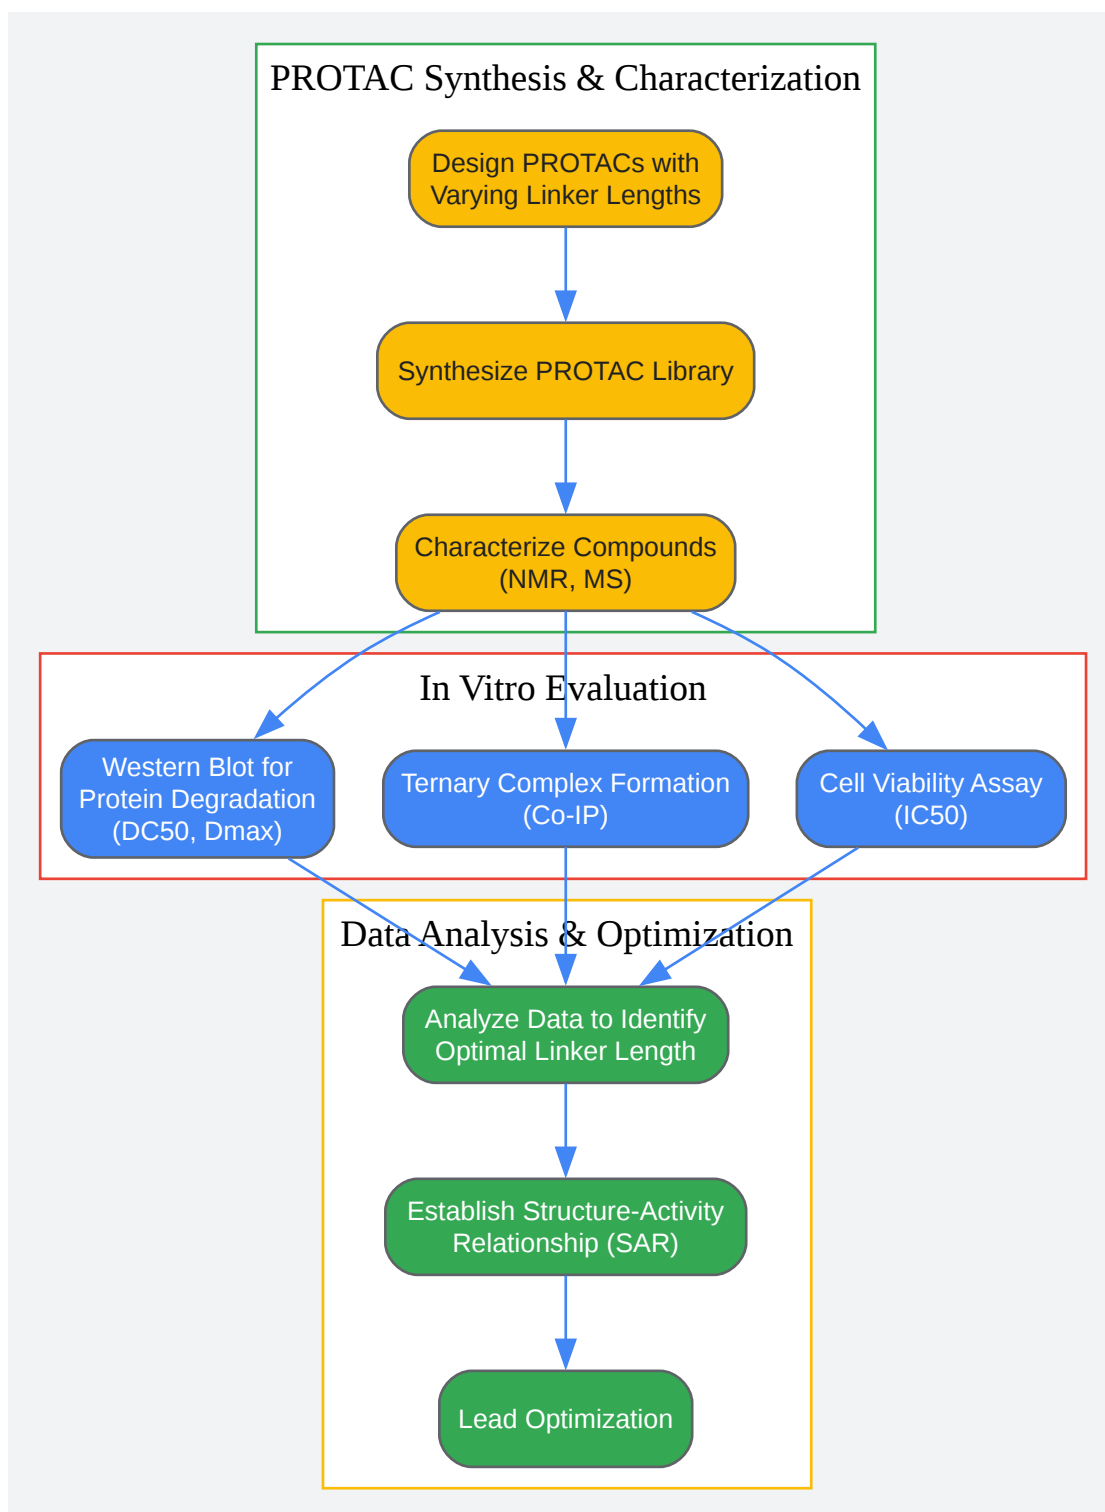 PROTAC Synthesis & Characterization
Design PROTACs with
Varying Linker Lengths
Synthesize PROTAC Library
Characterize Compounds
(NMR, MS)
In Vitro Evaluation
Western Blot for
Protein Degradation
(DC50, Dmax)
Ternary Complex Formation
(Co-IP)
Cell Viability Assay
(IC50)
Data Analysis & Optimization
Analyze Data to Identify
Optimal Linker Length
Establish Structure-Activity
Relationship (SAR)
Lead Optimization